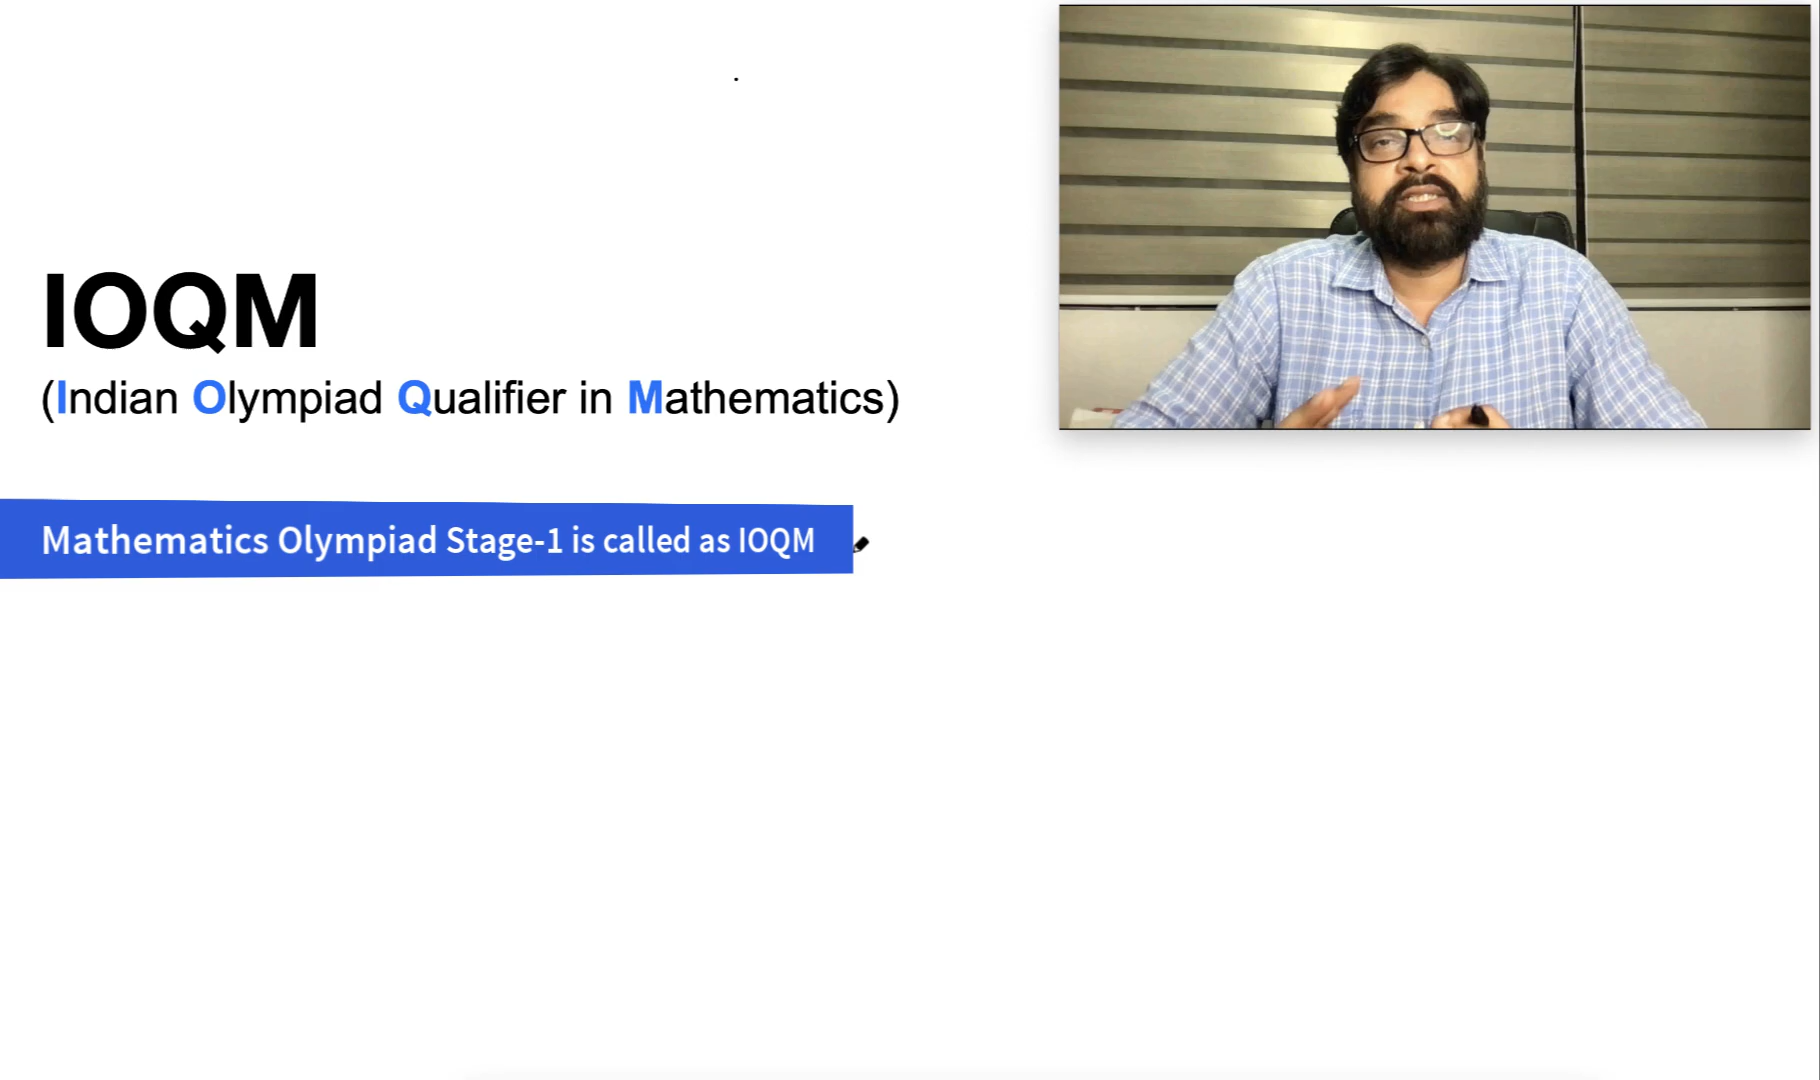 IOQM
(Indian Olympiad Qualifier in Mathematics)
Mathematics Olympiad Stage-1 is called as IOQM